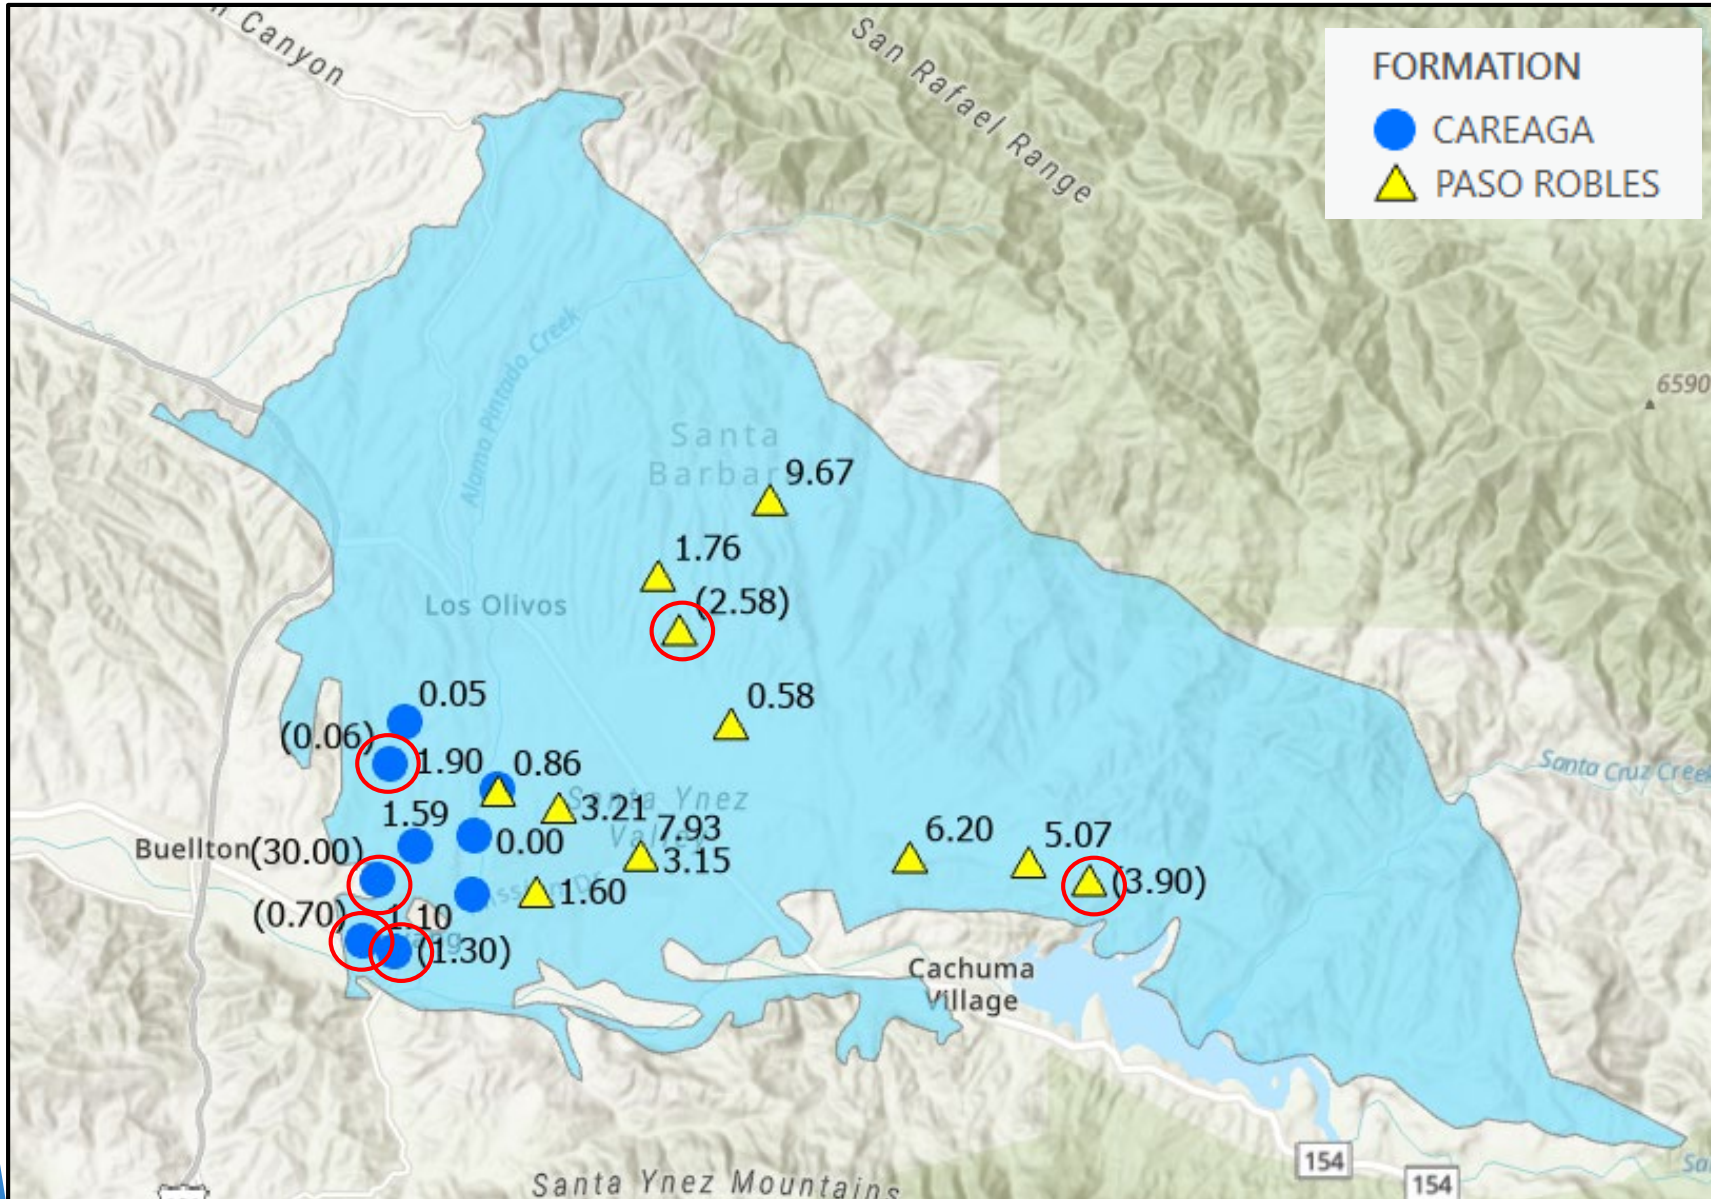 Canyon
San Rafael Range
FORMATION
CAREAGA
PASO ROBLES
6590
Alamo Pintado Creek
Santa
Barbar
9.67
1.76
(2.58)
Los Olivos
0.58
0.05
(0.06)
1.90
0.86
Santa Ynez
Valley
3.21
1.59
0.00
7.93
3.15
Santa Cruz Creek
Buellton
(30.00)
6.20
5.07
(3.90)
1.60
(0.70)
1.10
(1.30)
Cachuma
Village
154
154
Santa Ynez Mountains